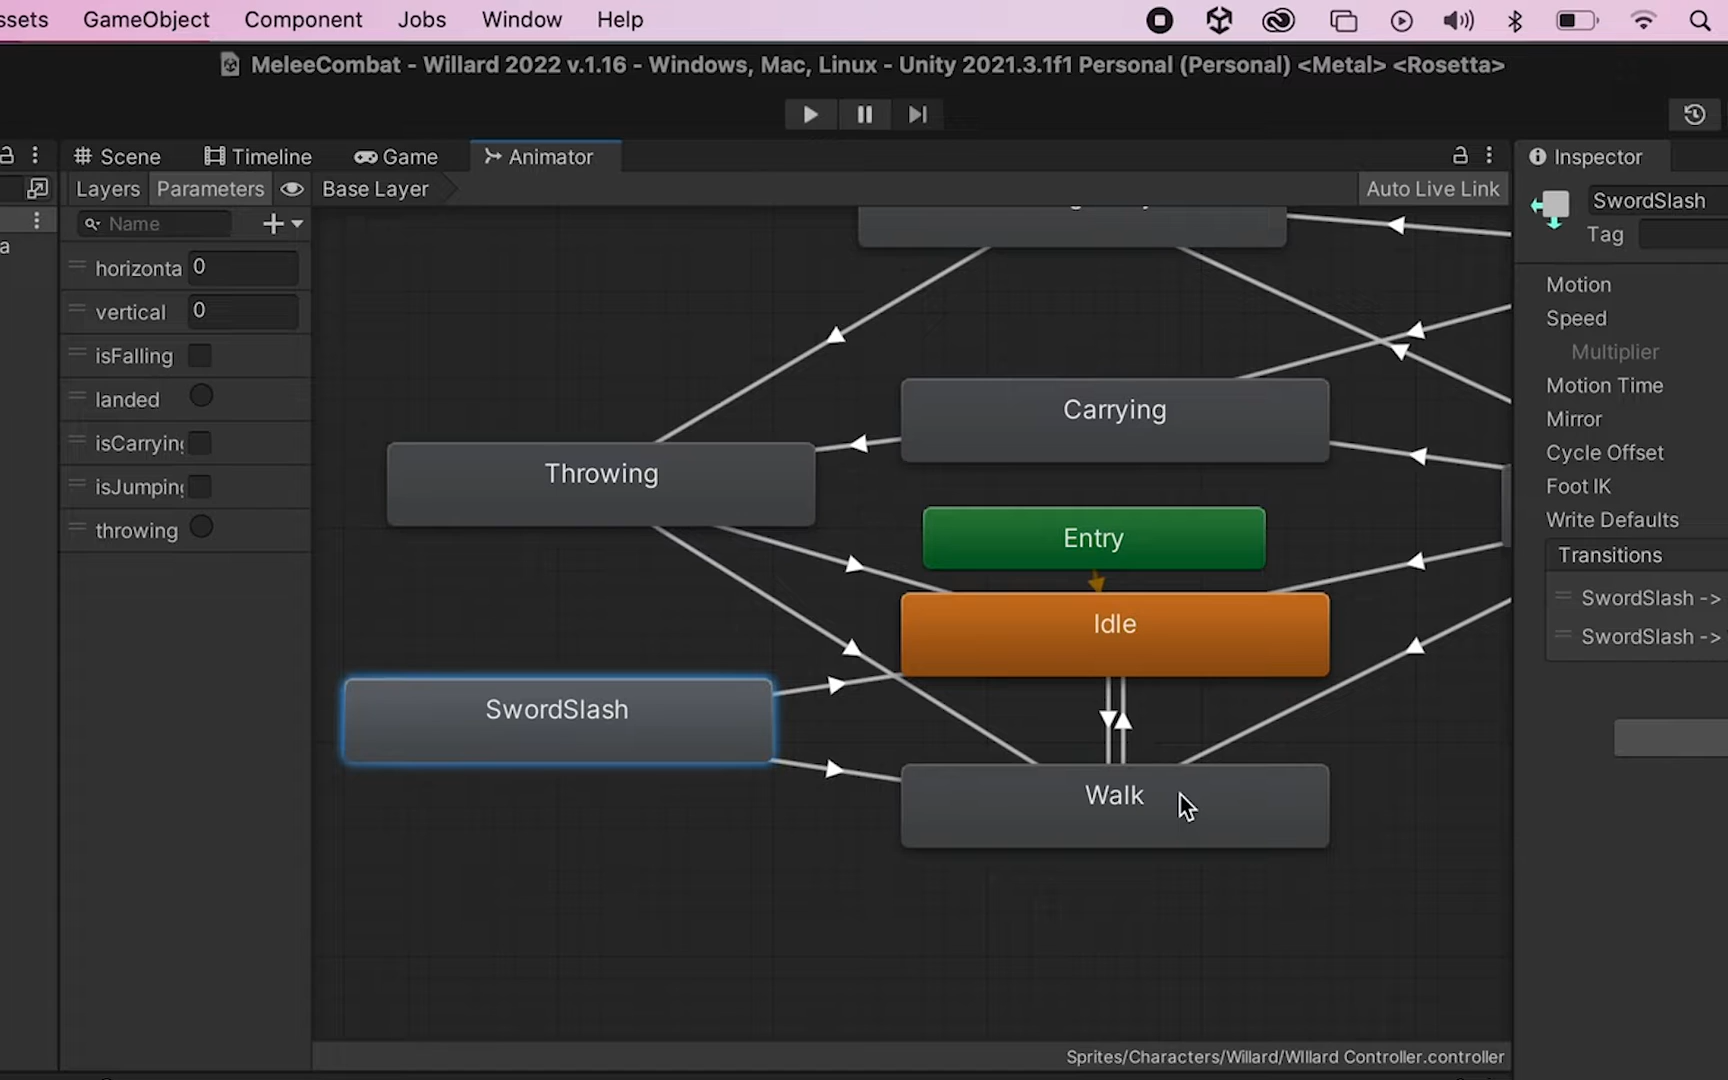 ssets GameObject Component Jobs Window Help
MeleeCombat - Willard 2022 v.1.16 - Windows, Mac, Linux - Unity 2021.3.1f1 Personal (Personal) <Metal> <Rosetta>
Scene Timeline Game Animator
Inspector
Layers Parameters Base Layer Auto Live Link
SwordSlash
Name
Tag
a
horizonta 0
vertical 0
isFalling
landed
isCarrying
isJumping
throwing
Carrying
Throwing
Entry
Idle
SwordSlash
Walk
Motion
Speed
Multiplier
Motion Time
Mirror
Cycle Offset
Foot IK
Write Defaults
Transitions
SwordSlash ->
SwordSlash ->
Sprites/Characters/Willard/WIllard Controller.controller